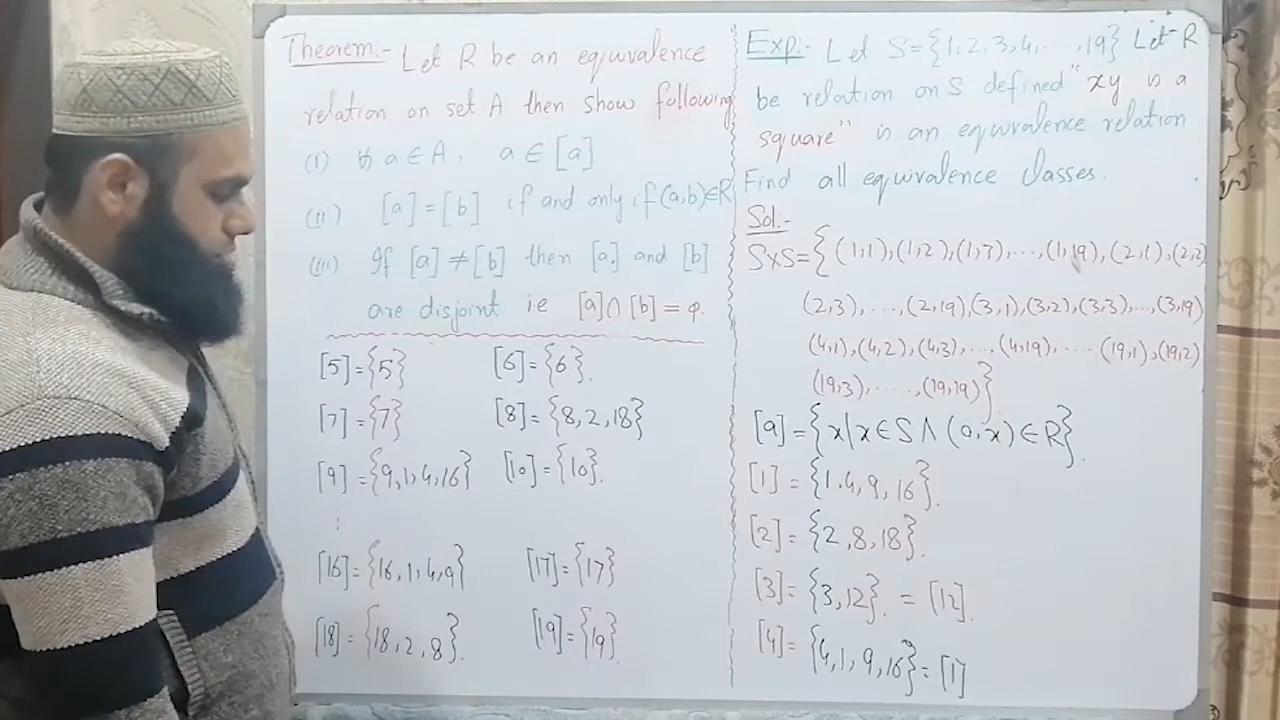 Theorem:- Let R be an equivalence
relation on set A then show following
(i) ∀ a ∈ A, a ∈ [a]
(ii) [a] = [b] if and only if (a,b) ∈ R
(iii) If [a] ≠ [b] then [a] and [b]
are disjoint ie [a] ∩ [b] = φ.
[5] = {5} [6] = {6}.
[7] = {7} [8] = {8, 2, 18}
[9] = {9, 1, 4, 16} [10] = {10}.
:
[16] = {16, 1, 4, 9} [17] = {17}
[18] = {18, 2, 8}. [19] = {19}.
Exp:- Let S = {1, 2, 3, 4, ..., 19} Let R
be relation on S defined "xy is a
square" is an equivalence relation
Find all equivalence classes.
Sol:-
S×S = { (1,1), (1,2), (1,3), ..., (1,19), (2,1), (2,2)
(2,3), ..., (2,19) (3,1), (3,2), (3,3), ..., (3,19)
(4,1), (4,2), (4,3), ..., (4,19), .... (19,1), (19,2)
(19,3), ...., (19,19) }
[a] = {x | x ∈ S ∧ (a, x) ∈ R}.
[1] = {1, 4, 9, 16}.
[2] = {2, 8, 18}.
[3] = {3, 12}. = [12].
[4] = {4, 1, 9, 16} = [1]